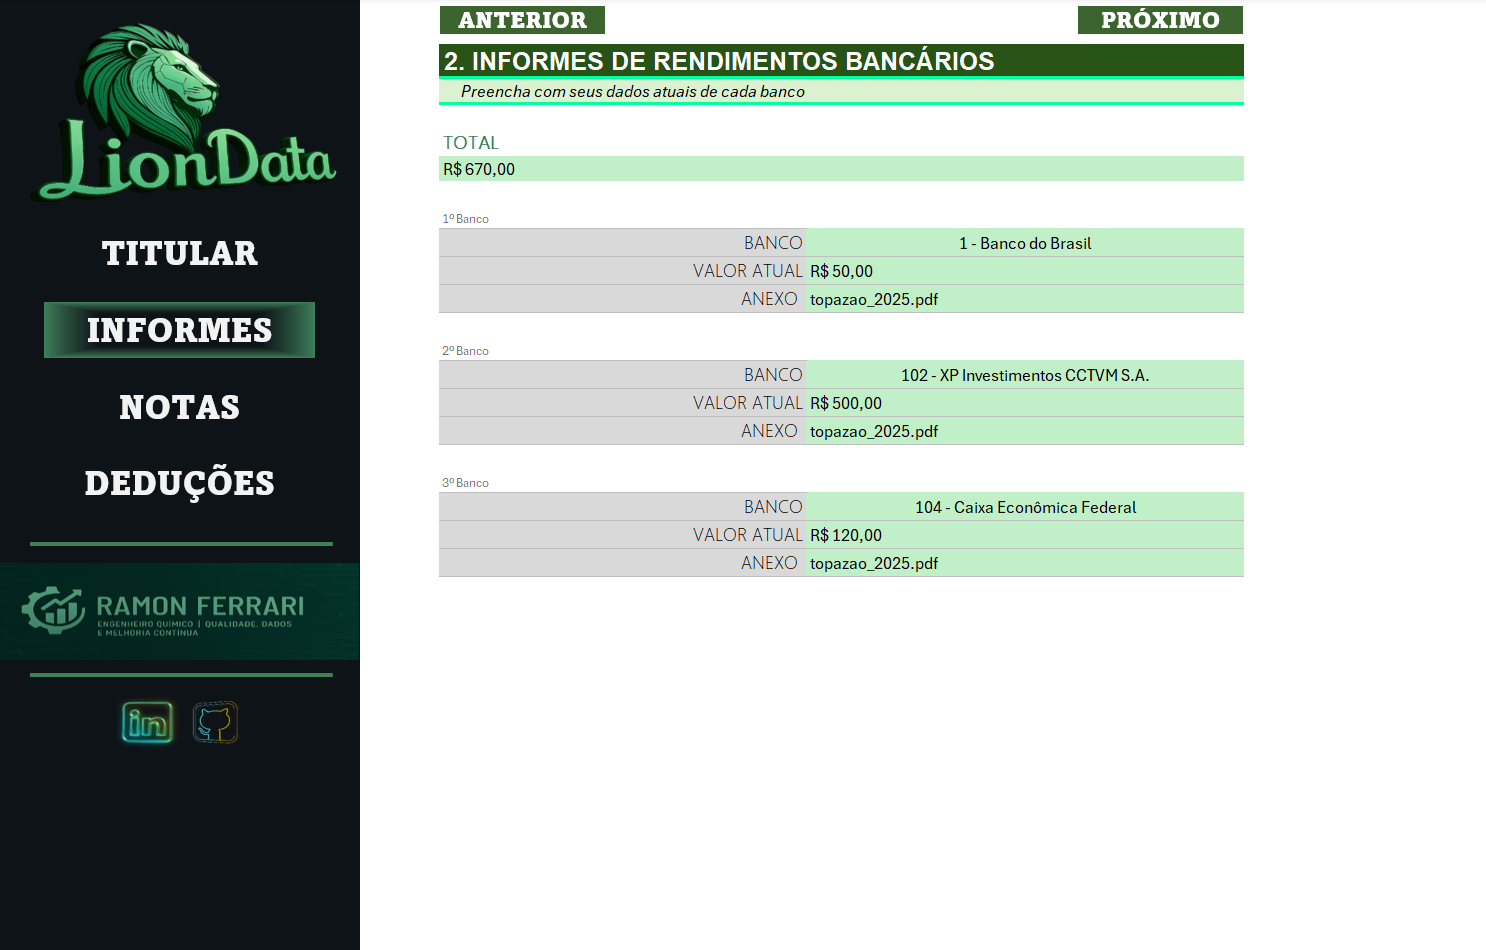 LionData
TITULAR
INFORMES
NOTAS
DEDUÇÕES
RAMON FERRARI
ENGENHEIRO QUÍMICO | QUALIDADE, DADOS
E MELHORIA CONTINUA
in
ANTERIOR
PRÓXIMO
2. INFORMES DE RENDIMENTOS BANCÁRIOS
Preencha com seus dados atuais de cada banco
TOTAL
R$ 670,00
1º Banco
BANCO 1 - Banco do Brasil
VALOR ATUAL R$ 50,00
ANEXO topazao_2025.pdf
2º Banco
BANCO 102 - XP Investimentos CCTVM S.A.
VALOR ATUAL R$ 500,00
ANEXO topazao_2025.pdf
3º Banco
BANCO 104 - Caixa Econômica Federal
VALOR ATUAL R$ 120,00
ANEXO topazao_2025.pdf